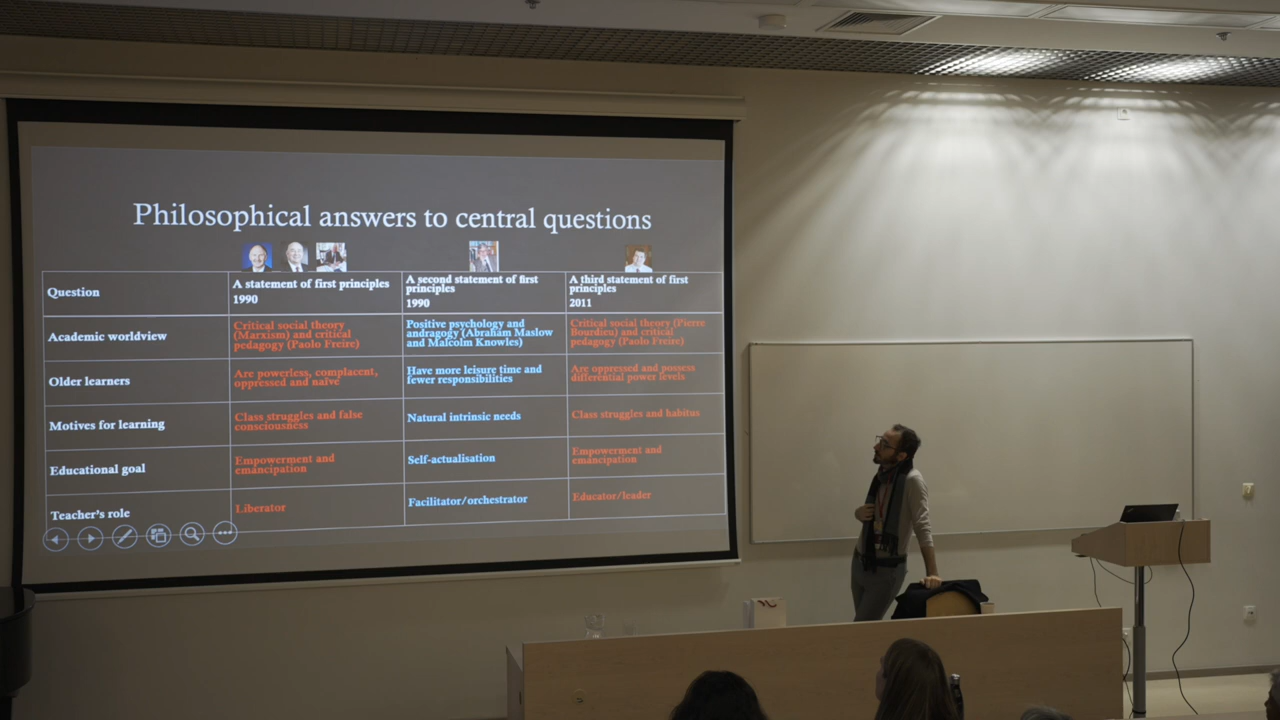 Philosophical answers to central questions
Question
A statement of first principles
1990
A second statement of first
principles
1990
A third statement of first
principles
2011
Academic worldview
Critical social theory
(Marxism) and critical
pedagogy (Paolo Freire)
Positive psychology and
andragogy (Abraham Maslow
and Malcolm Knowles)
Critical social theory (Pierre
Bourdieu) and critical
pedagogy (Paolo Freire)
Older learners
Are powerless, complacent,
oppressed and naïve
Have more leisure time and
fewer responsibilities
Are oppressed and possess
differential power levels
Motives for learning
Class struggles and false
consciousness
Natural intrinsic needs
Class struggles and habitus
Educational goal
Empowerment and
emancipation
Self-actualisation
Empowerment and
emancipation
Teacher's role
Liberator
Facilitator/orchestrator
Educator/leader